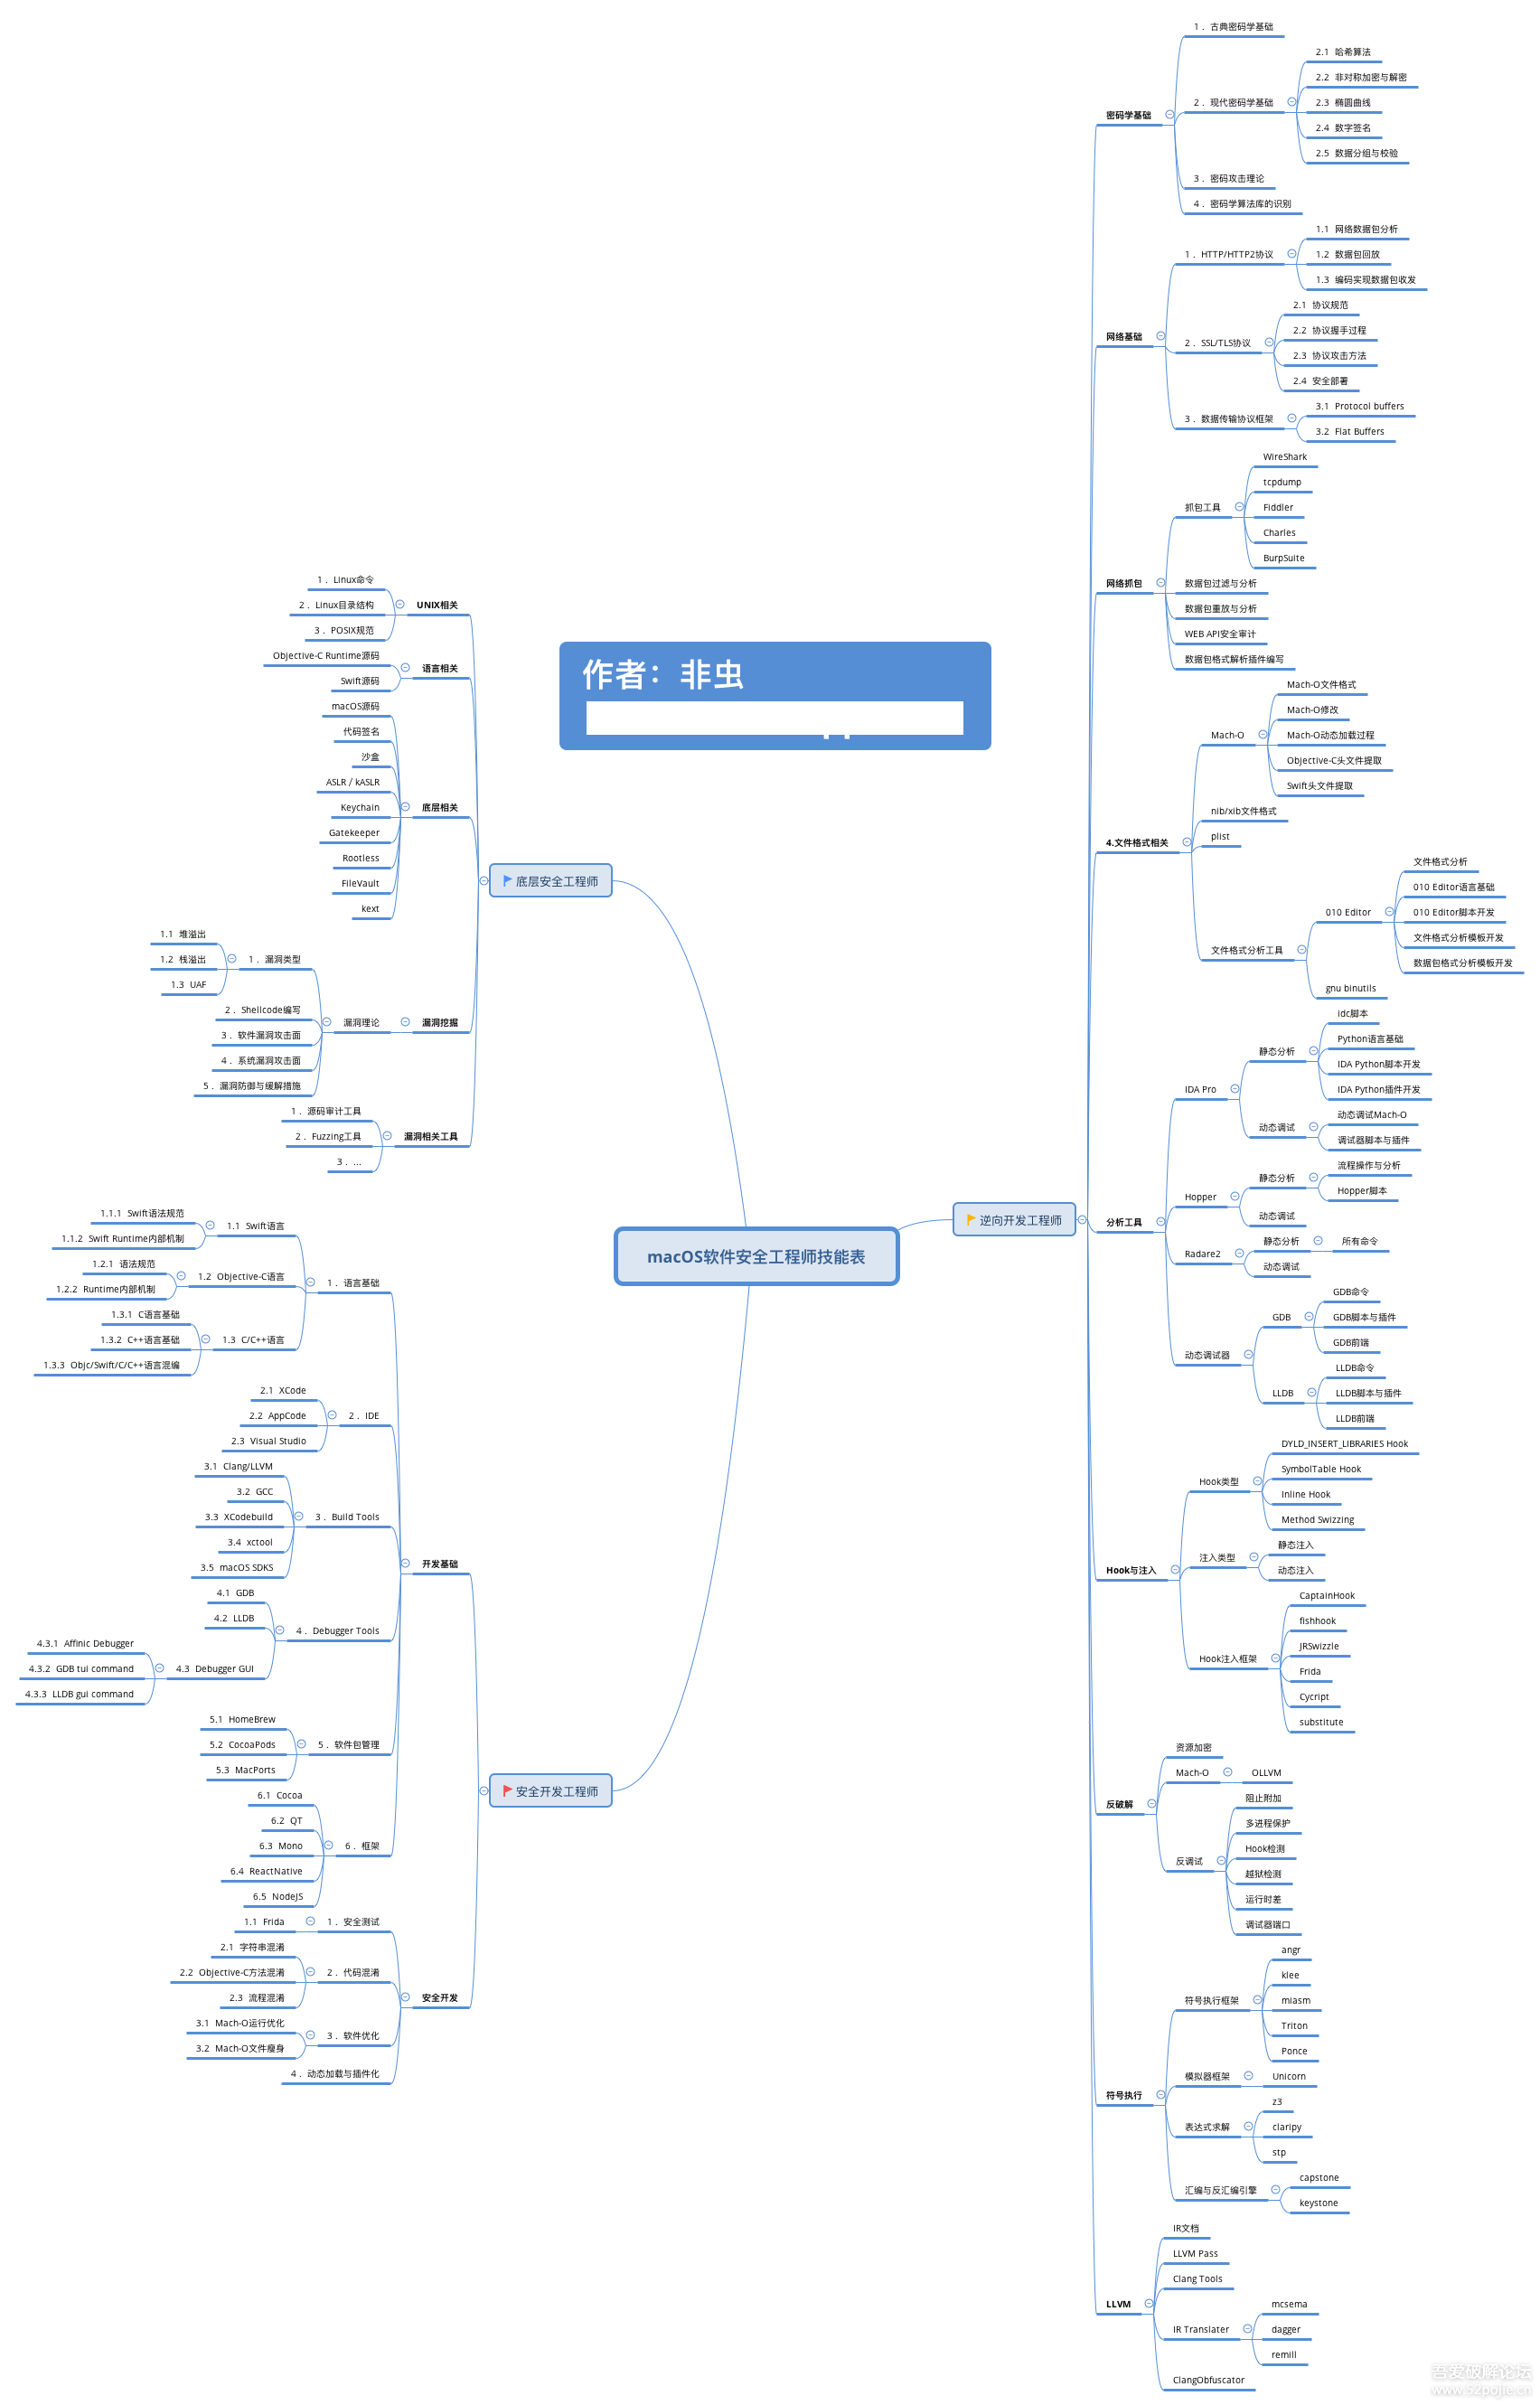 macOS软件安全工程师技能表
作者：非虫
逆向开发工程师
密码学基础
1． 古典密码学基础
2． 现代密码学基础
2.1 哈希算法
2.2 非对称加密与解密
2.3 椭圆曲线
2.4 数字签名
2.5 数据分组与校验
3． 密码攻击理论
4． 密码学算法库的识别
网络基础
1． HTTP/HTTP2协议
1.1 网络数据包分析
1.2 数据包回放
1.3 编码实现数据包收发
2． SSL/TLS协议
2.1 协议规范
2.2 协议握手过程
2.3 协议攻击方法
2.4 安全部署
3． 数据传输协议框架
3.1 Protocol buffers
3.2 Flat Buffers
网络抓包
抓包工具
WireShark
tcpdump
Fiddler
Charles
BurpSuite
数据包过滤与分析
数据包重放与分析
WEB API安全审计
数据包格式解析插件编写
4.文件格式相关
Mach-O
Mach-O文件格式
Mach-O修改
Mach-O动态加载过程
Objective-C头文件提取
Swift头文件提取
nib/xib文件格式
plist
文件格式分析工具
010 Editor
文件格式分析
010 Editor语言基础
010 Editor脚本开发
文件格式分析模板开发
数据包格式分析模板开发
gnu binutils
分析工具
IDA Pro
静态分析
idc脚本
Python语言基础
IDA Python脚本开发
IDA Python插件开发
动态调试
动态调试Mach-O
调试器脚本与插件
Hopper
静态分析
流程操作与分析
Hopper脚本
动态调试
Radare2
静态分析
所有命令
动态调试
动态调试器
GDB
GDB命令
GDB脚本与插件
GDB前端
LLDB
LLDB命令
LLDB脚本与插件
LLDB前端
Hook与注入
Hook类型
DYLD_INSERT_LIBRARIES Hook
SymbolTable Hook
Inline Hook
Method Swizzing
注入类型
静态注入
动态注入
Hook注入框架
CaptainHook
fishhook
JRSwizzle
Frida
Cycript
substitute
反破解
资源加密
Mach-O
OLLVM
反调试
阻止附加
多进程保护
Hook检测
越狱检测
运行时差
调试器端口
符号执行
符号执行框架
angr
klee
miasm
Triton
Ponce
模拟器框架
Unicorn
表达式求解
z3
claripy
stp
汇编与反汇编引擎
capstone
keystone
LLVM
IR文档
LLVM Pass
Clang Tools
IR Translater
mcsema
dagger
remill
ClangObfuscator
底层安全工程师
UNIX相关
1． Linux命令
2． Linux目录结构
3． POSIX规范
语言相关
Objective-C Runtime源码
Swift源码
底层相关
macOS源码
代码签名
沙盒
ASLR / kASLR
Keychain
Gatekeeper
Rootless
FileVault
kext
漏洞挖掘
漏洞理论
1． 漏洞类型
1.1 堆溢出
1.2 栈溢出
1.3 UAF
2． Shellcode编写
3． 软件漏洞攻击面
4． 系统漏洞攻击面
5． 漏洞防御与缓解措施
漏洞相关工具
1． 源码审计工具
2． Fuzzing工具
3． ...
安全开发工程师
开发基础
1． 语言基础
1.1 Swift语言
1.1.1 Swift语法规范
1.1.2 Swift Runtime内部机制
1.2 Objective-C语言
1.2.1 语法规范
1.2.2 Runtime内部机制
1.3 C/C++语言
1.3.1 C语言基础
1.3.2 C++语言基础
1.3.3 Objc/Swift/C/C++语言混编
2． IDE
2.1 XCode
2.2 AppCode
2.3 Visual Studio
3． Build Tools
3.1 Clang/LLVM
3.2 GCC
3.3 XCodebuild
3.4 xctool
3.5 macOS SDKS
4． Debugger Tools
4.1 GDB
4.2 LLDB
4.3 Debugger GUI
4.3.1 Affinic Debugger
4.3.2 GDB tui command
4.3.3 LLDB gui command
5． 软件包管理
5.1 HomeBrew
5.2 CocoaPods
5.3 MacPorts
6． 框架
6.1 Cocoa
6.2 QT
6.3 Mono
6.4 ReactNative
6.5 NodeJS
安全开发
1． 安全测试
1.1 Frida
2． 代码混淆
2.1 字符串混淆
2.2 Objective-C方法混淆
2.3 流程混淆
3． 软件优化
3.1 Mach-O运行优化
3.2 Mach-O文件瘦身
4． 动态加载与插件化
吾爱破解论坛
www.52pojie.cn